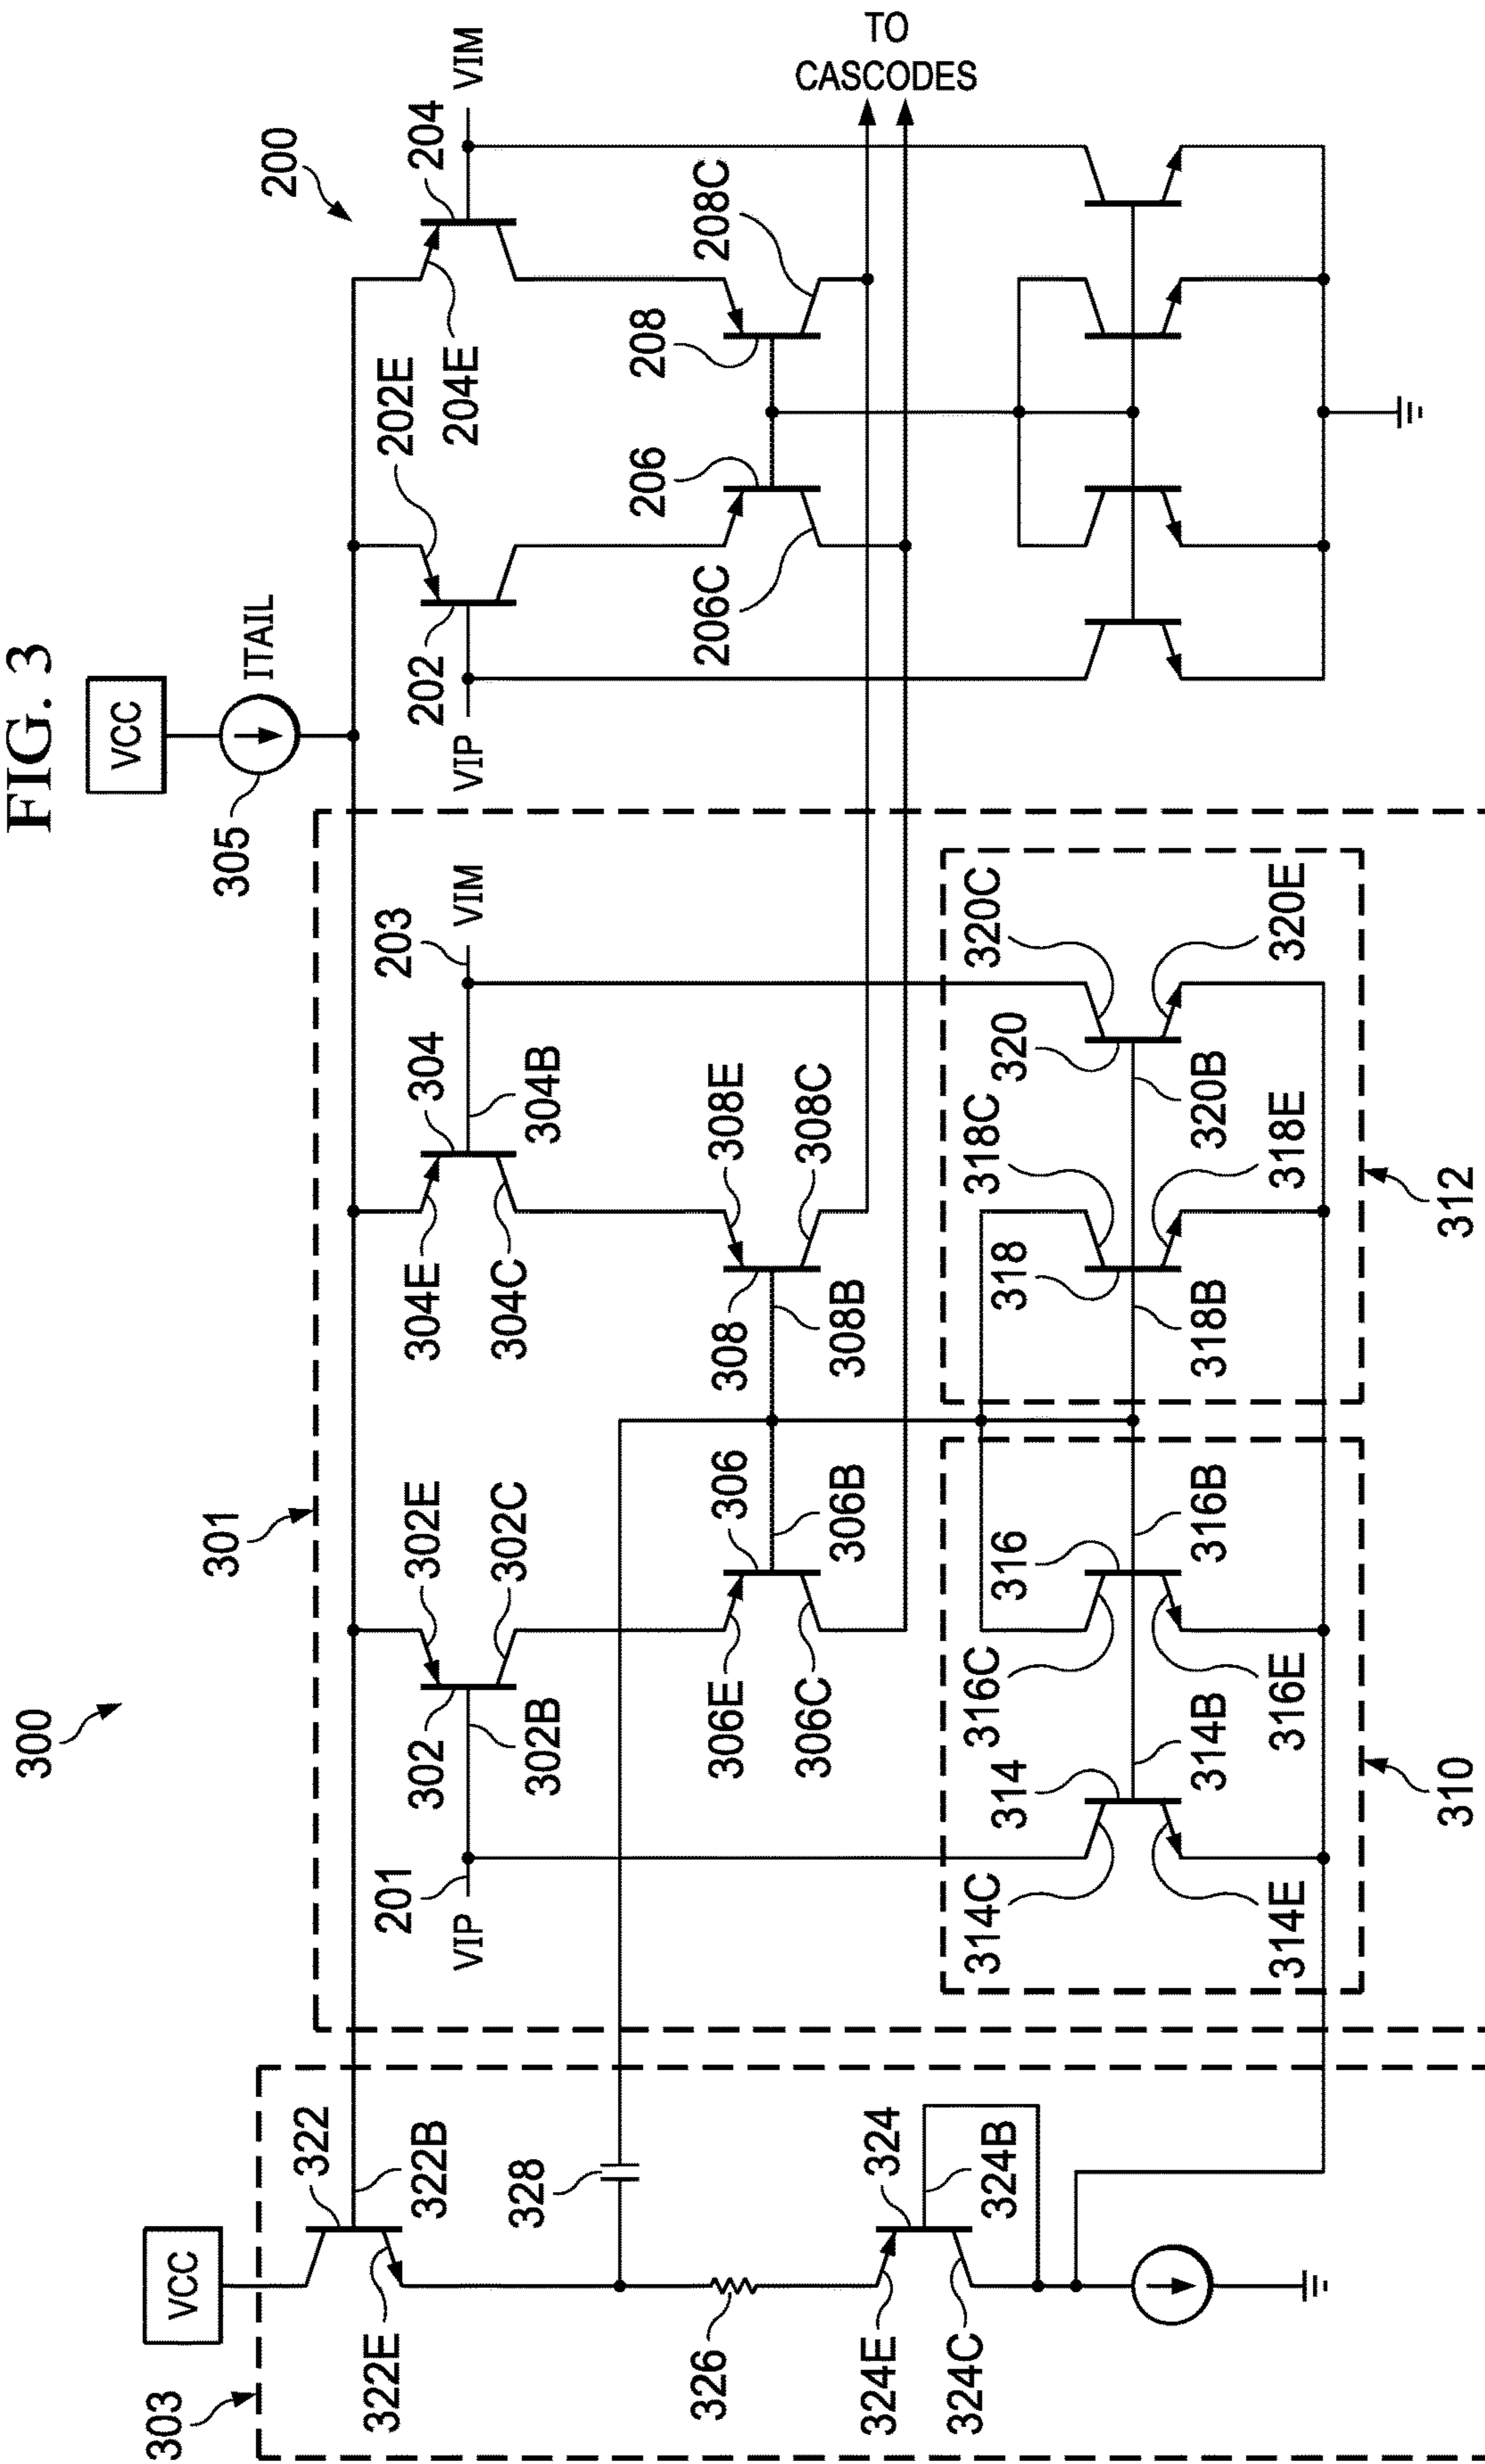 FIG. 3
300
303
VCC
322
322B
322E
328
326
324
324B
324E
324C
301
VIP
201
302
302E
302B
302C
304
304E
304B
304C
203
VIM
306
306E
306B
306C
308
308E
308B
308C
310
314
314C
314B
314E
316
316C
316B
316E
312
318
318C
318B
318E
320
320C
320B
320E
VCC
305
ITAIL
200
VIP
202
202E
204
204E
VIM
206
206C
208
208C
TO
CASCODES